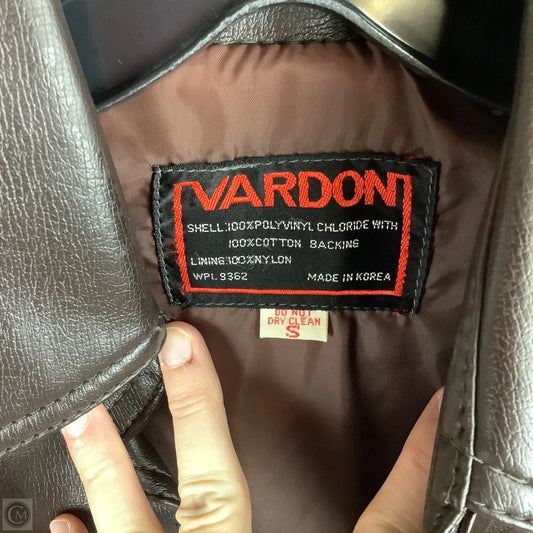 VARDON
SHELL:100%POLYVINYL CHLORIDE WITH
100%COTTON BACKING
LINING:100%NYLON
WPL 9362 MADE IN KOREA
DO NOT
DRY CLEAN
S